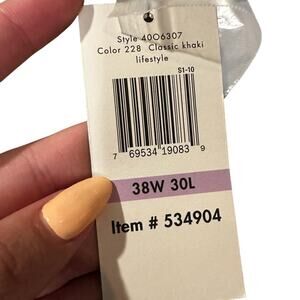 Style 40O6307
Color 228 Classic khaki
lifestyle
S1-10
7 69534 19083 9
38W 30L
Item # 534904